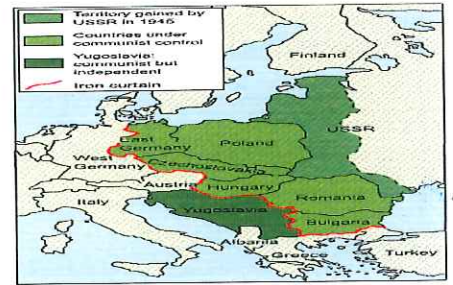 Territory gained by
USSR in 1945
Countries under
communist control
Yugoslavia:
communist but
independent
Iron curtain
Finland
USSR
East
Germany
Poland
West
Germany
Czechoslovakia
Austria
Hungary
Romania
Italy
Yugoslavia
Bulgaria
Albania
Greece
Turkey